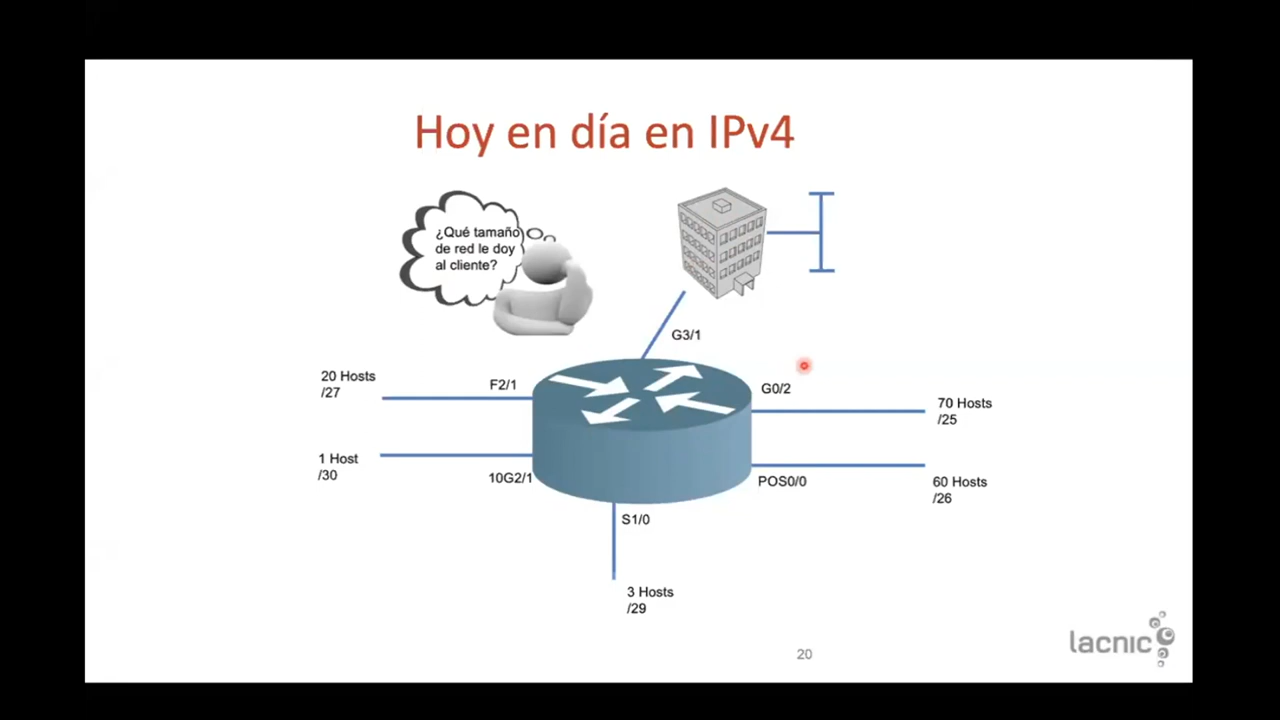 Hoy en día en IPv4
¿Qué tamaño
de red le doy
al cliente?
G3/1
20 Hosts
/27
F2/1
G0/2
70 Hosts
/25
1 Host
/30
10G2/1
POS0/0
60 Hosts
/26
S1/0
3 Hosts
/29
lacnic
20